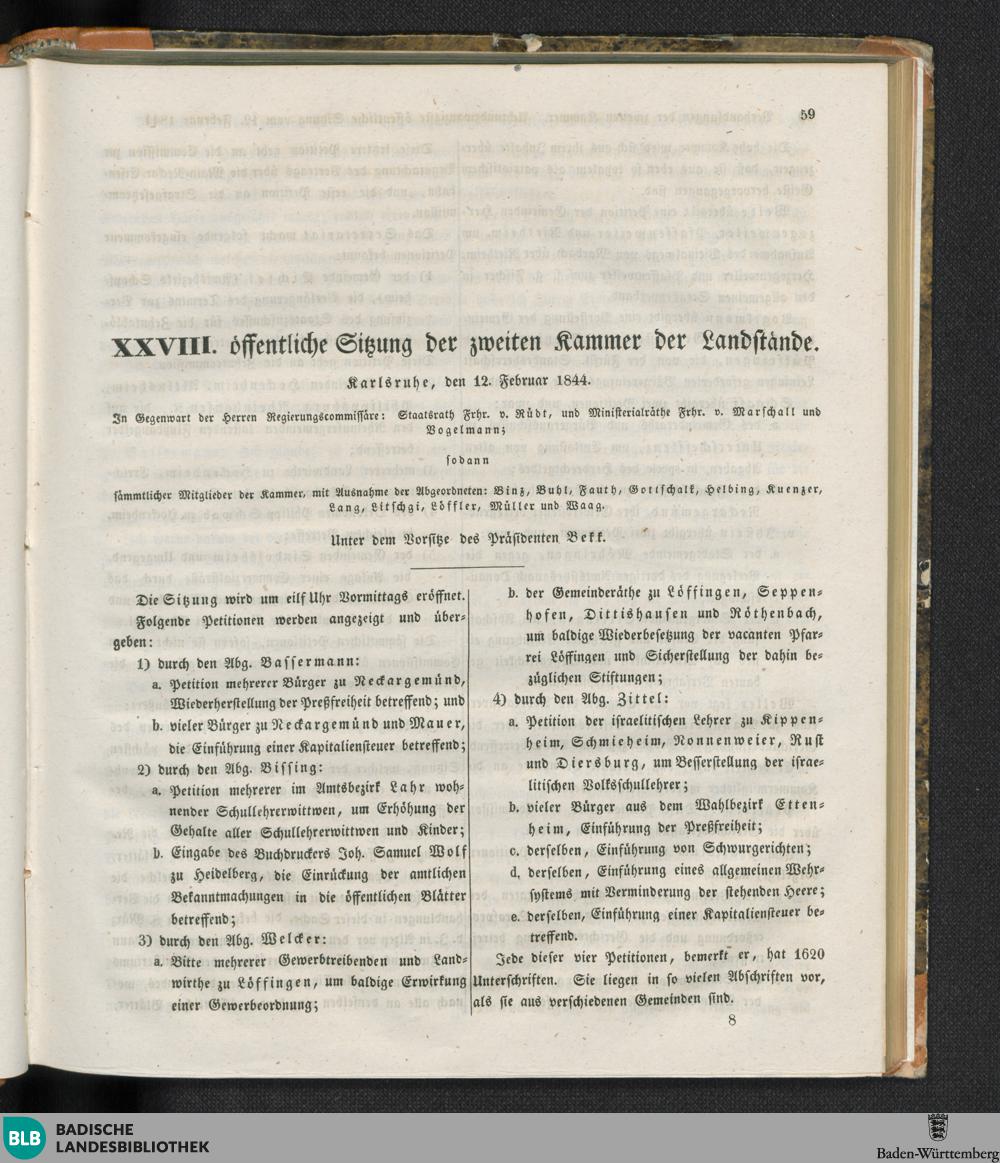 59
XXVIII. öffentliche Sitzung der zweiten Kammer der Landstände.
Karlsruhe, den 12. Februar 1844.
In Gegenwart der Herren Regierungscommissäre: Staatsrath Frhr. v. Rüdt, und Ministerialräthe Frhr. v. Marschall und
Vogelmann;
sodann
sämmtlicher Mitglieder der Kammer, mit Ausnahme der Abgeordneten: Binz, Buhl, Fauth, Gottschalk, Helbing, Kuenzer,
Lang, Litschgi, Löffler, Müller und Waag.
Unter dem Vorsitze des Präsidenten Bekk.
Die Sitzung wird um eilf Uhr Vormittags eröffnet.
Folgende Petitionen werden angezeigt und über-
geben:
1) durch den Abg. Bassermann:
a. Petition mehrerer Bürger zu Neckargemünd,
Wiederherstellung der Preßfreiheit betreffend; und
b. vieler Bürger zu Neckargemünd und Mauer,
die Einführung einer Kapitaliensteuer betreffend;
2) durch den Abg. Bissing:
a. Petition mehrerer im Amtsbezirk Lahr woh-
nender Schullehrerwittwen, um Erhöhung der
Gehalte aller Schullehrerwittwen und Kinder;
b. Eingabe des Buchdruckers Joh. Samuel Wolf
zu Heidelberg, die Einrückung der amtlichen
Bekanntmachungen in die öffentlichen Blätter
betreffend;
3) durch den Abg. Welcker:
a. Bitte mehrerer Gewerbtreibenden und Land-
wirthe zu Löffingen, um baldige Erwirkung
einer Gewerbeordnung;
b. der Gemeinderäthe zu Löffingen, Seppen-
hofen, Dittishausen und Röthenbach,
um baldige Wiederbesetzung der vacanten Pfar-
rei Löffingen und Sicherstellung der dahin be-
züglichen Stiftungen;
4) durch den Abg. Zittel:
a. Petition der israelitischen Lehrer zu Kippen-
heim, Schmieheim, Nonnenweier, Rust
und Diersburg, um Besserstellung der israe-
litischen Volksschullehrer;
b. vieler Bürger aus dem Wahlbezirk Etten-
heim, Einführung der Preßfreiheit;
c. derselben, Einführung von Schwurgerichten;
d. derselben, Einführung eines allgemeinen Wehr-
systems mit Verminderung der stehenden Heere;
e. derselben, Einführung einer Kapitaliensteuer be-
treffend.
Jede dieser vier Petitionen, bemerkt er, hat 1620
Unterschriften. Sie liegen in so vielen Abschriften vor,
als sie aus verschiedenen Gemeinden sind.
8
BLB BADISCHE
LANDESBIBLIOTHEK
Baden-Württemberg